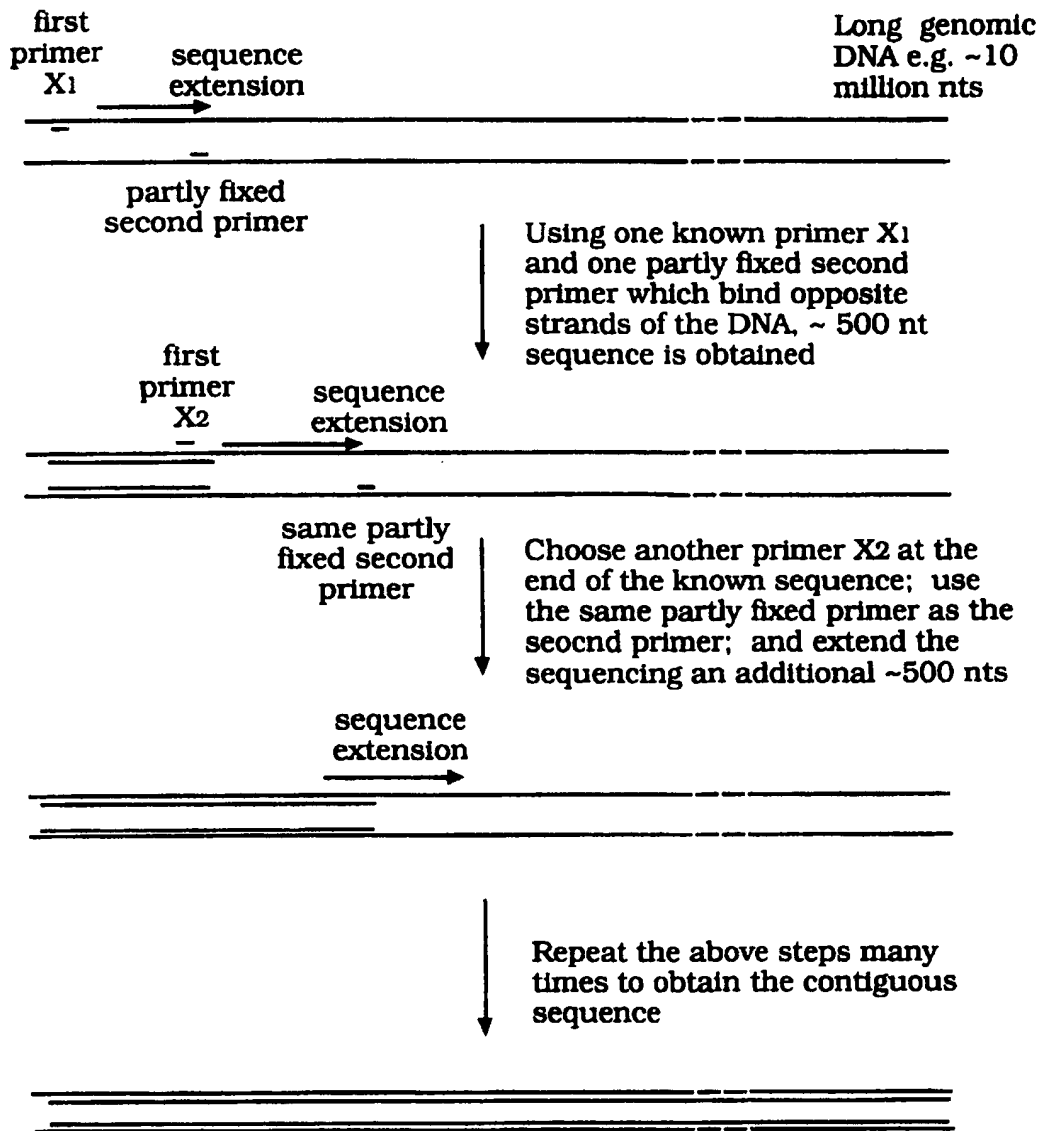 first
primer
X1
sequence
extension
Long genomic
DNA e.g. ~10
million nts
partly fixed
second primer
Using one known primer X1
and one partly fixed second
primer which bind opposite
strands of the DNA, ~ 500 nt
sequence is obtained
first
primer
X2
sequence
extension
same partly
fixed second
primer
Choose another primer X2 at the
end of the known sequence; use
the same partly fixed primer as the
seocnd primer; and extend the
sequencing an additional ~500 nts
sequence
extension
Repeat the above steps many
times to obtain the contiguous
sequence